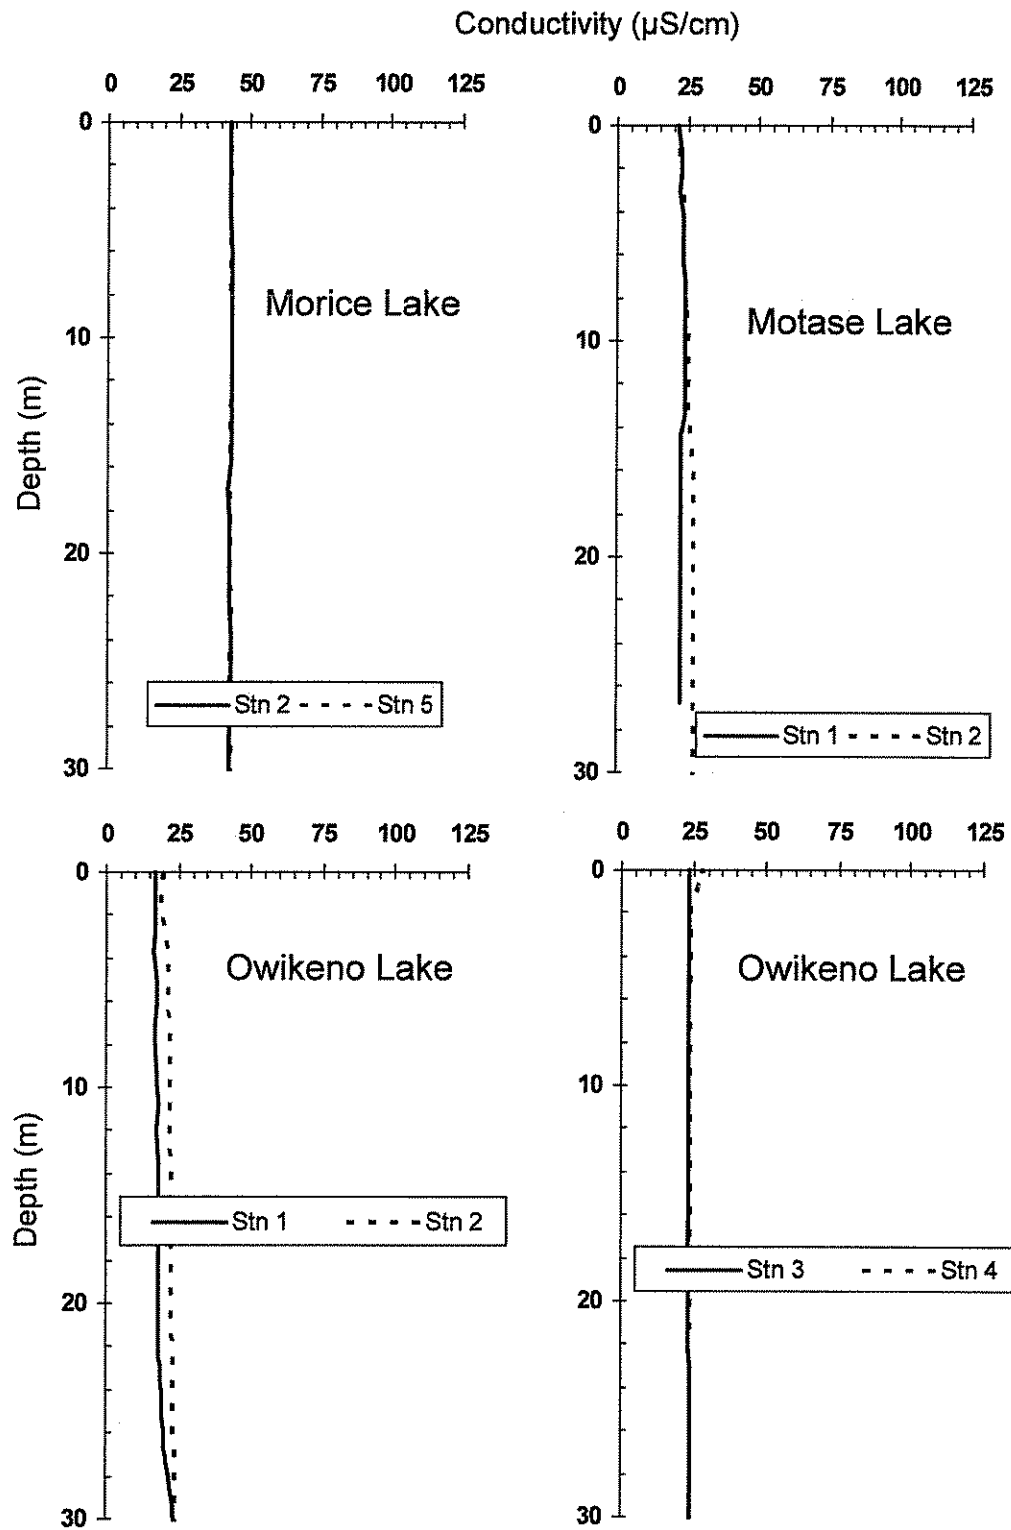 Conductivity (µS/cm)
0 25 50 75 100 125
0
10
20
30
Depth (m)
Morice Lake
Stn 2 Stn 5
0 25 50 75 100 125
0
10
20
30
Motase Lake
Stn 1 Stn 2
0 25 50 75 100 125
0
10
20
30
Depth (m)
Owikeno Lake
Stn 1 Stn 2
0 25 50 75 100 125
0
10
20
30
Owikeno Lake
Stn 3 Stn 4